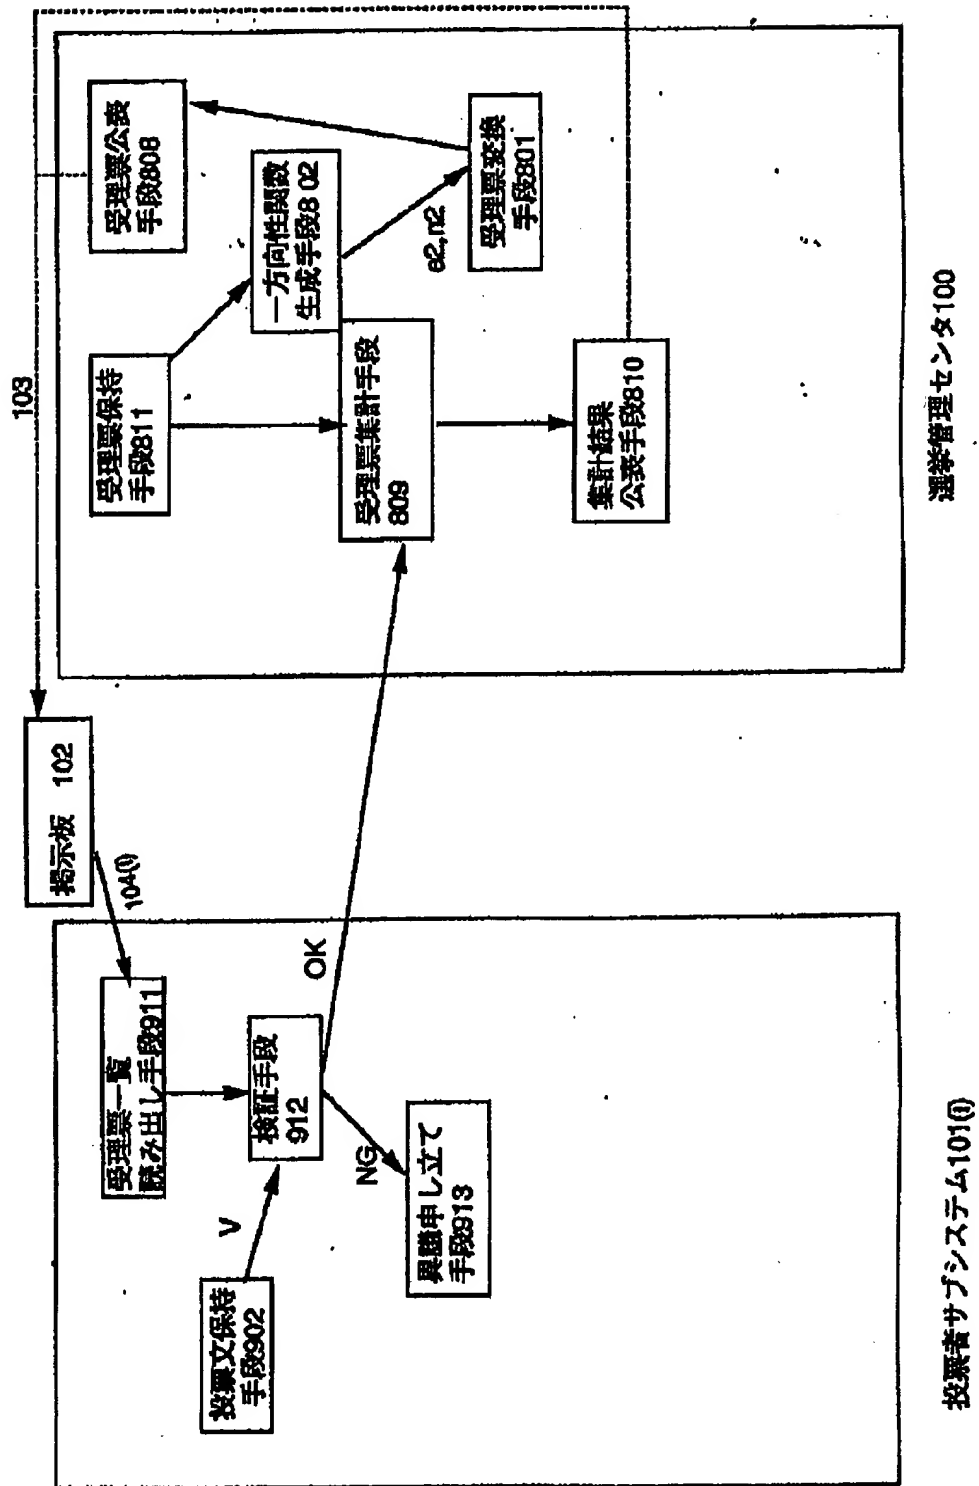 103
掲示板 102
104(i)
受理票一覧
読み出し手段911
検証手段
912
V
投票文保持
手段902
OK
NG
異議申し立て
手段913
投票者サブシステム101(i)
受理票保持
手段811
一方向性関数
生成手段8 02
受理票公表
手段808
e2,n2
受理票変換
手段801
受理票集計手段
809
集計結果
公表手段810
選挙管理センタ100